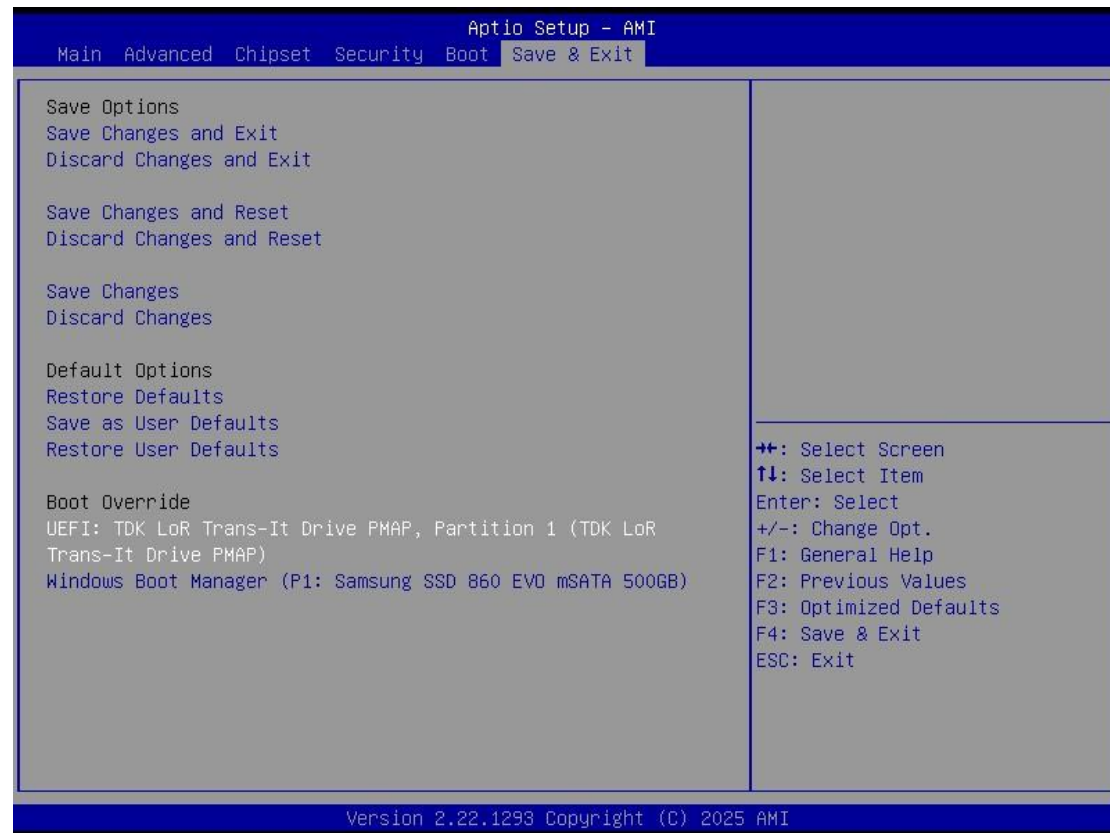 Aptio Setup – AMI
Main Advanced Chipset Security Boot Save & Exit
Save Options
Save Changes and Exit
Discard Changes and Exit
Save Changes and Reset
Discard Changes and Reset
Save Changes
Discard Changes
Default Options
Restore Defaults
Save as User Defaults
Restore User Defaults
Boot Override
UEFI: TDK LoR Trans-It Drive PMAP, Partition 1 (TDK LoR
Trans-It Drive PMAP)
Windows Boot Manager (P1: Samsung SSD 860 EVO mSATA 500GB)
→←: Select Screen
↑↓: Select Item
Enter: Select
+/-: Change Opt.
F1: General Help
F2: Previous Values
F3: Optimized Defaults
F4: Save & Exit
ESC: Exit
Version 2.22.1293 Copyright (C) 2025 AMI